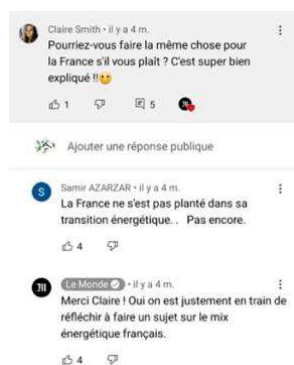 Claire Smith • il y a 4 m.
Pourriez-vous faire la même chose pour
la France s'il vous plait ? C'est super bien
expliqué !!🙂
1 5
Ajouter une réponse publique
S
Samir AZARZAR • il y a 4 m.
La France ne s'est pas planté dans sa
transition énergétique. . Pas encore.
4
Le Monde • il y a 4 m.
Merci Claire ! Oui on est justement en train de
réfléchir à faire un sujet sur le mix
énergétique français.
4